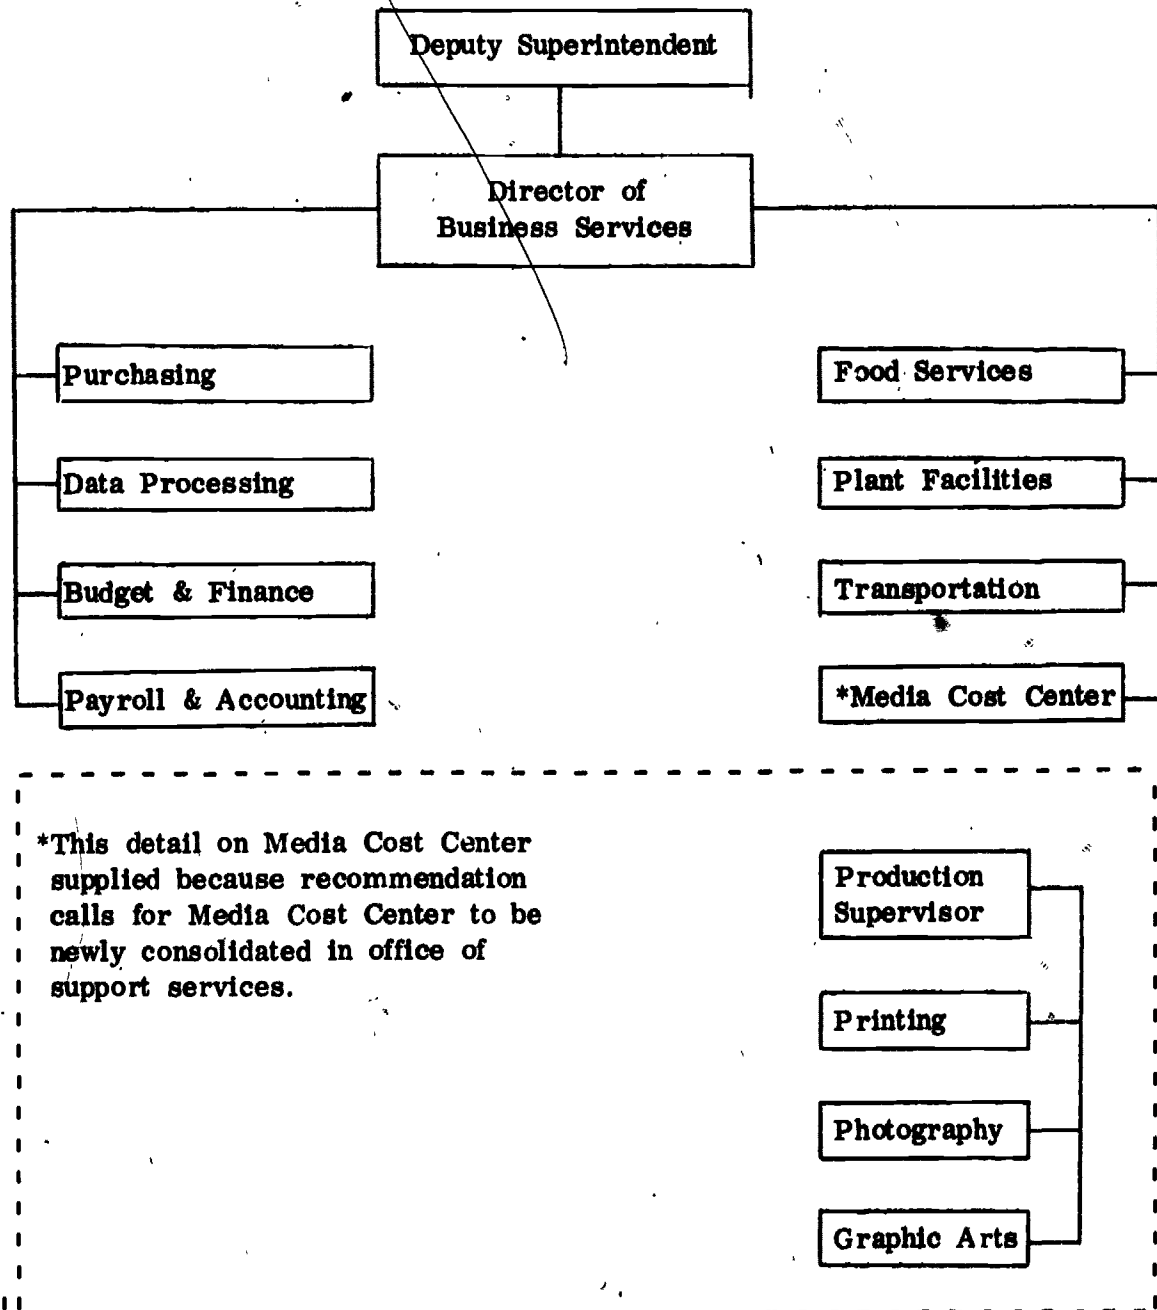 Deputy Superintendent
Director of
Business Services
Purchasing
Data Processing
Budget & Finance
Payroll & Accounting
Food Services
Plant Facilities
Transportation
*Media Cost Center
*This detail on Media Cost Center
supplied because recommendation
calls for Media Cost Center to be
newly consolidated in office of
support services.
Production
Supervisor
Printing
Photography
Graphic Arts